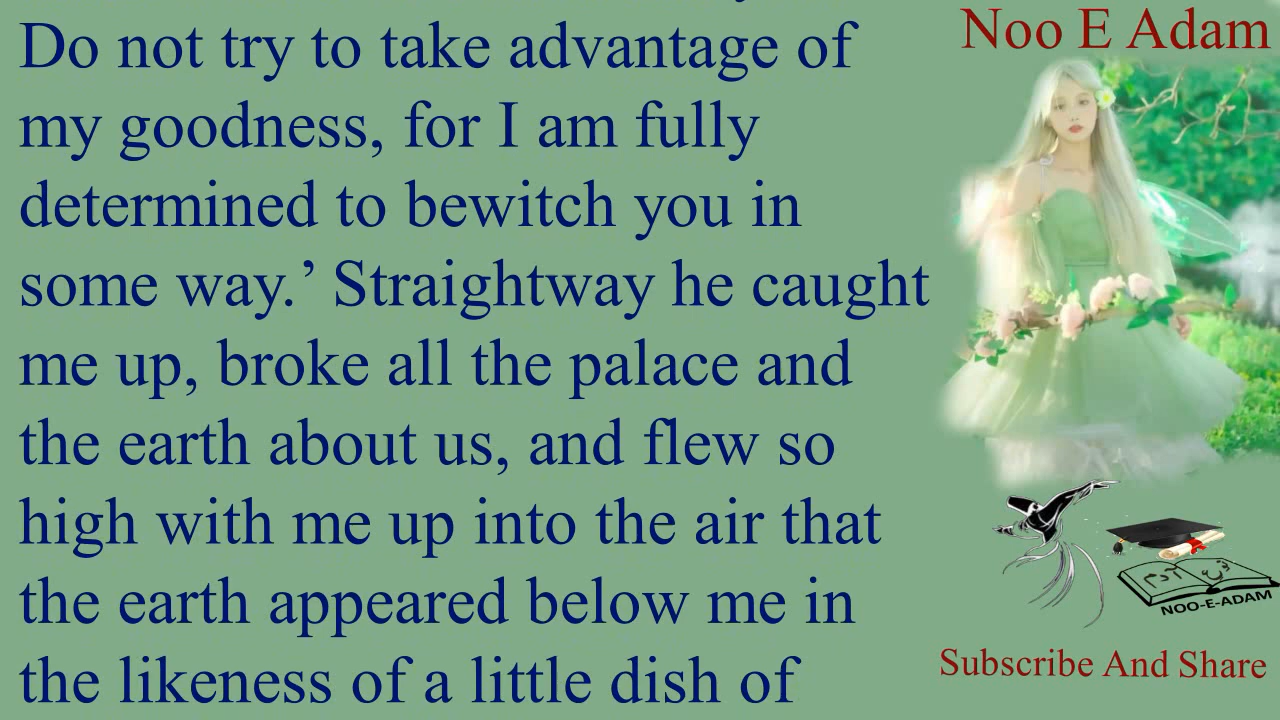 Do not try to take advantage of
my goodness, for I am fully
determined to bewitch you in
some way.’ Straightway he caught
me up, broke all the palace and
the earth about us, and flew so
high with me up into the air that
the earth appeared below me in
the likeness of a little dish of
Noo E Adam
نوع آدم
NOO-E-ADAM
Subscribe And Share